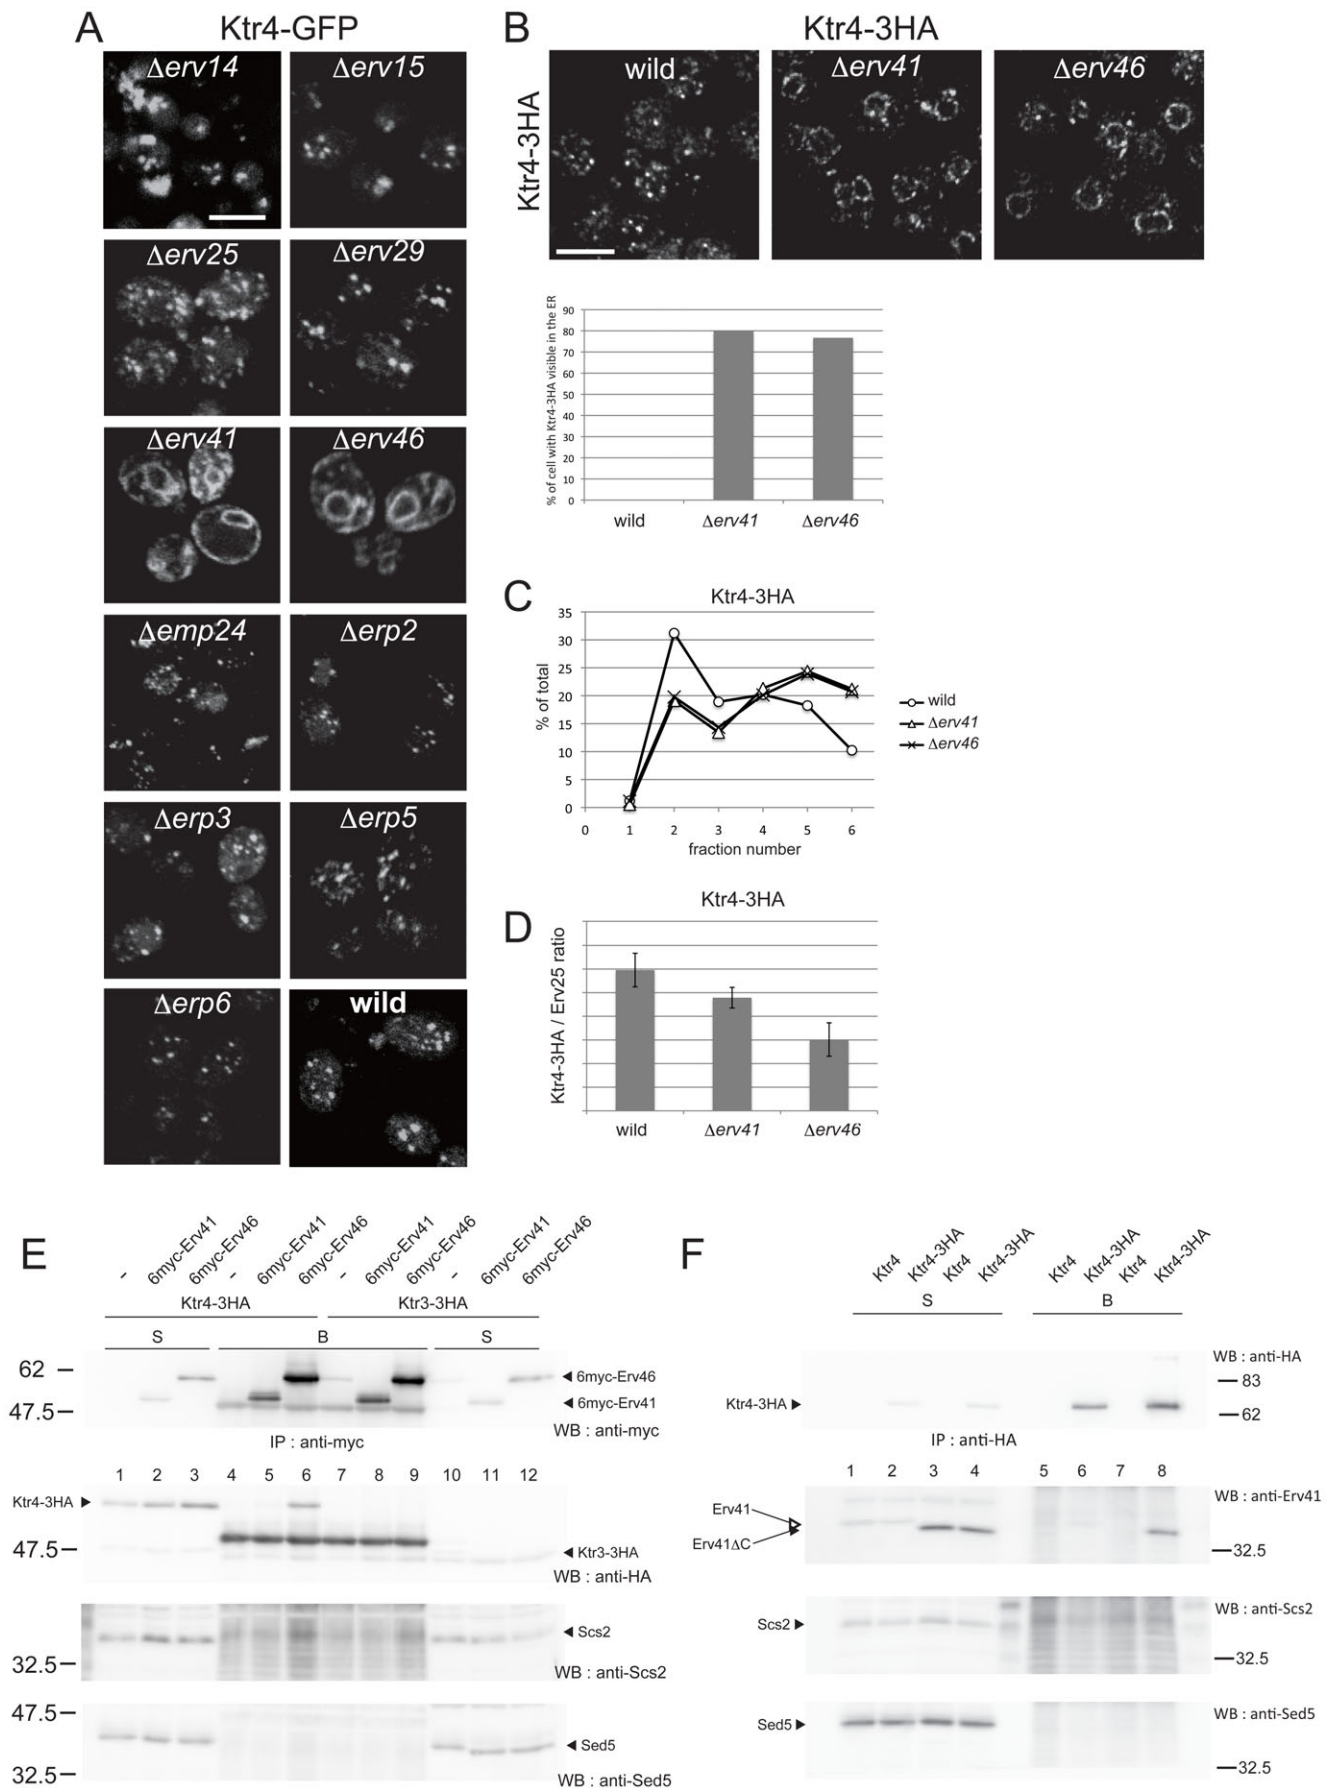 A
Ktr4-GFP
Δerv14
Δerv15
Δerv25
Δerv29
Δerv41
Δerv46
Δemp24
Δerp2
Δerp3
Δerp5
Δerp6
wild
B
Ktr4-3HA
Ktr4-3HA
wild
Δerv41
Δerv46
% of cell with Ktr4-3HA visible in the ER
90
80
70
60
50
40
30
20
10
0
wild
Δerv41
Δerv46
C
Ktr4-3HA
% of total
35
30
25
20
15
10
5
0
0 1 2 3 4 5 6
fraction number
wild
Δerv41
Δerv46
D
Ktr4-3HA
Ktr4-3HA / Erv25 ratio
wild
Δerv41
Δerv46
E
- 6myc-Erv41 6myc-Erv46 - 6myc-Erv41 6myc-Erv46 - 6myc-Erv41 6myc-Erv46 - 6myc-Erv41 6myc-Erv46
Ktr4-3HA
Ktr3-3HA
S B S
62
47.5
6myc-Erv46
6myc-Erv41
WB : anti-myc
IP : anti-myc
1 2 3 4 5 6 7 8 9 10 11 12
Ktr4-3HA
47.5
Ktr3-3HA
WB : anti-HA
Scs2
32.5
WB : anti-Scs2
47.5
Sed5
32.5
WB : anti-Sed5
F
Ktr4 Ktr4-3HA Ktr4 Ktr4-3HA Ktr4 Ktr4-3HA Ktr4 Ktr4-3HA
S B
WB : anti-HA
83
Ktr4-3HA
62
IP : anti-HA
1 2 3 4 5 6 7 8
WB : anti-Erv41
Erv41
Erv41ΔC
32.5
WB : anti-Scs2
Scs2
32.5
WB : anti-Sed5
Sed5
32.5